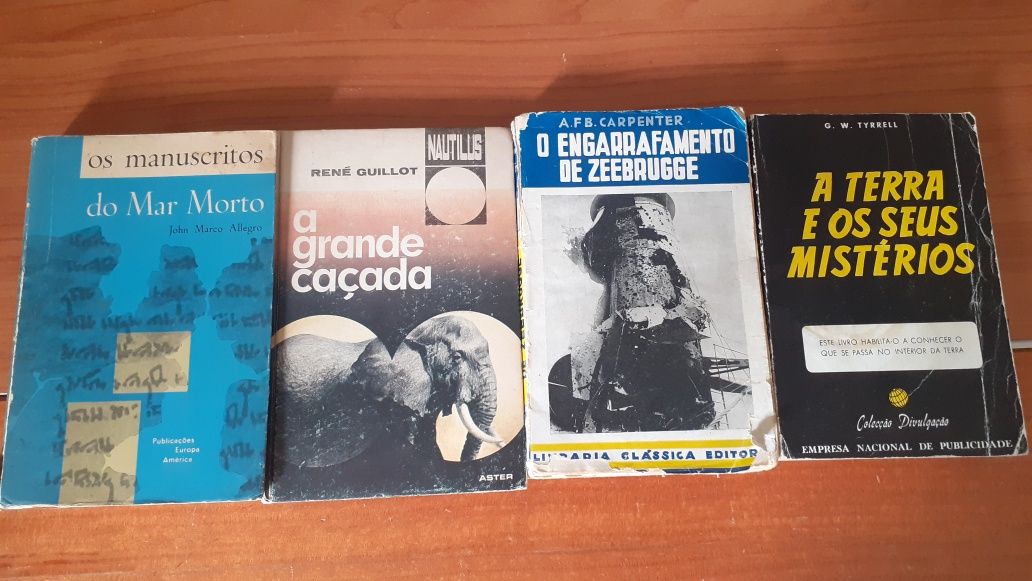 os manuscritos
do Mar Morto
John Marco Allegro
Publicações
Europa
América
NAUTILUS
RENÉ GUILLOT
a
grande
caçada
ASTER
A.F.B. CARPENTER
O ENGARRAFAMENTO
DE ZEEBRUGGE
LIVRARIA CLÁSSICA EDITORA
G. W. TYRRELL
A TERRA
E OS SEUS
MISTÉRIOS
ESTE LIVRO HABILITA-O A CONHECER O
QUE SE PASSA NO INTERIOR DA TERRA
Colecção Divulgação
EMPRESA NACIONAL DE PUBLICIDADE